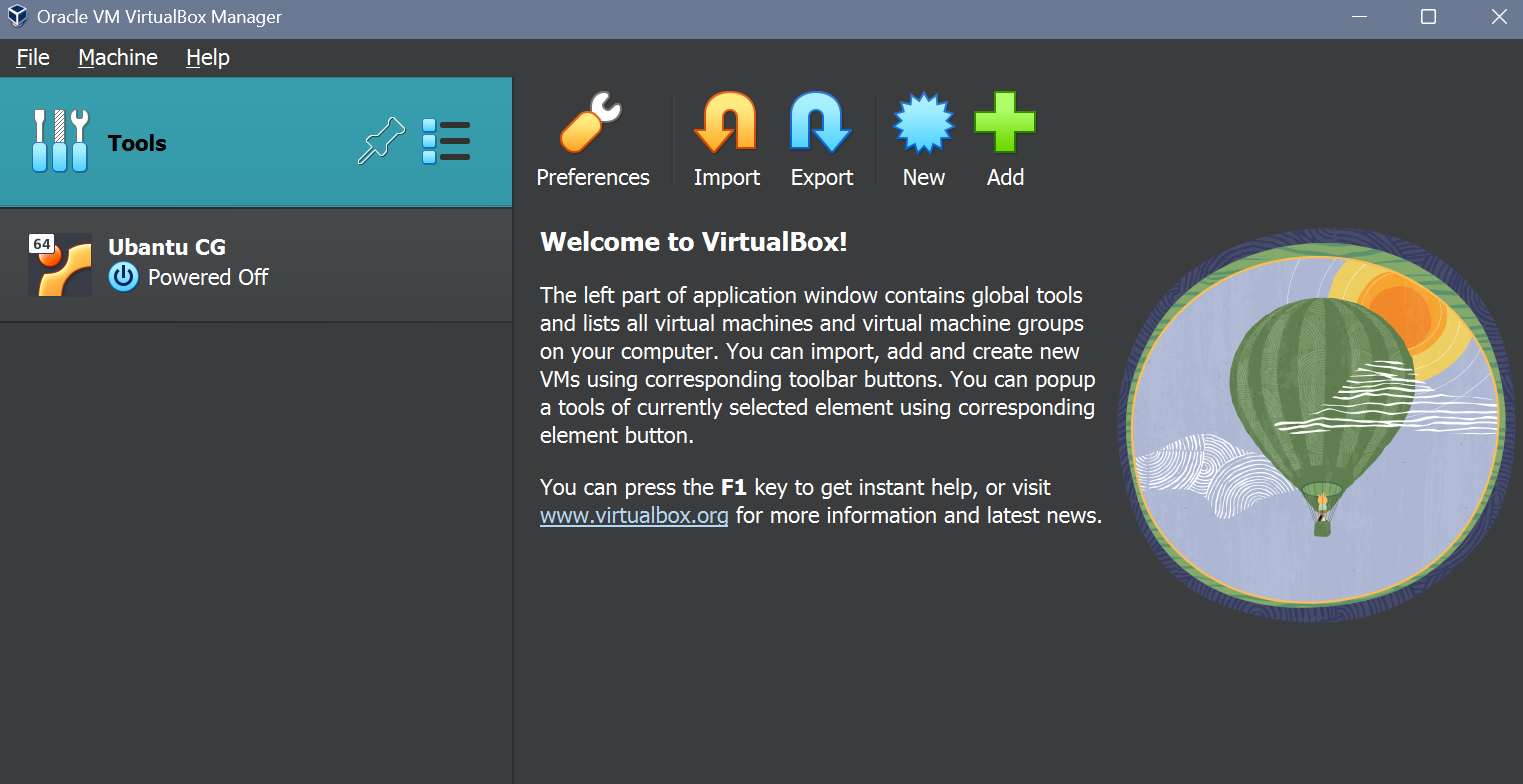 Oracle VM VirtualBox Manager
File Machine Help
Tools
64
Ubantu CG
Powered Off
Preferences Import Export New Add
Welcome to VirtualBox!
The left part of application window contains global tools
and lists all virtual machines and virtual machine groups
on your computer. You can import, add and create new
VMs using corresponding toolbar buttons. You can popup
a tools of currently selected element using corresponding
element button.
You can press the F1 key to get instant help, or visit
www.virtualbox.org for more information and latest news.